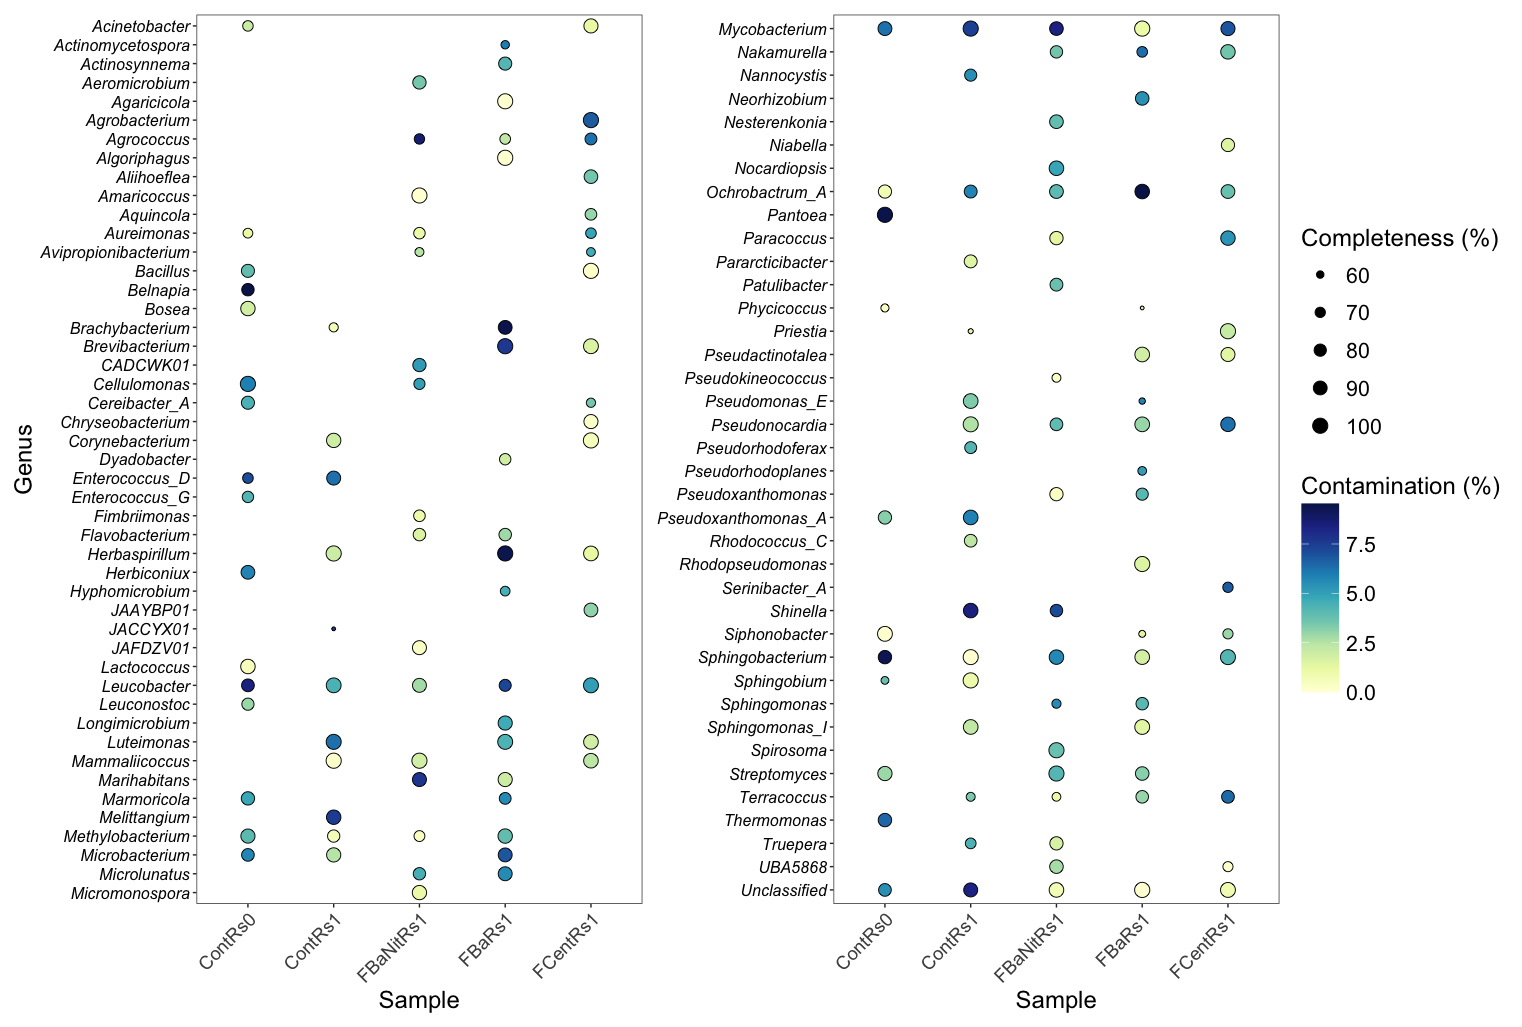 Genus
Acinetobacter
Actinomycetospora
Actinosynnema
Aeromicrobium
Agaricicola
Agrobacterium
Agrococcus
Algoriphagus
Aliihoeflea
Amaricoccus
Aquincola
Aureimonas
Avipropionibacterium
Bacillus
Belnapia
Bosea
Brachybacterium
Brevibacterium
CADCWK01
Cellulomonas
Cereibacter_A
Chryseobacterium
Corynebacterium
Dyadobacter
Enterococcus_D
Enterococcus_G
Fimbriimonas
Flavobacterium
Herbaspirillum
Herbiconiux
Hyphomicrobium
JAAYBP01
JACCYX01
JAFDZV01
Lactococcus
Leucobacter
Leuconostoc
Longimicrobium
Luteimonas
Mammaliicoccus
Marihabitans
Marmoricola
Melittangium
Methylobacterium
Microbacterium
Microlunatus
Micromonospora
ContRs0
ContRs1
FBaNitRs1
FBaRs1
FCentRs1
Sample
Mycobacterium
Nakamurella
Nannocystis
Neorhizobium
Nesterenkonia
Niabella
Nocardiopsis
Ochrobactrum_A
Pantoea
Paracoccus
Pararcticibacter
Patulibacter
Phycicoccus
Priestia
Pseudactinotalea
Pseudokineococcus
Pseudomonas_E
Pseudonocardia
Pseudorhodoferax
Pseudorhodoplanes
Pseudoxanthomonas
Pseudoxanthomonas_A
Rhodococcus_C
Rhodopseudomonas
Serinibacter_A
Shinella
Siphonobacter
Sphingobacterium
Sphingobium
Sphingomonas
Sphingomonas_I
Spirosoma
Streptomyces
Terracoccus
Thermomonas
Truepera
UBA5868
Unclassified
ContRs0
ContRs1
FBaNitRs1
FBaRs1
FCentRs1
Sample
Completeness (%)
60
70
80
90
100
Contamination (%)
7.5
5.0
2.5
0.0